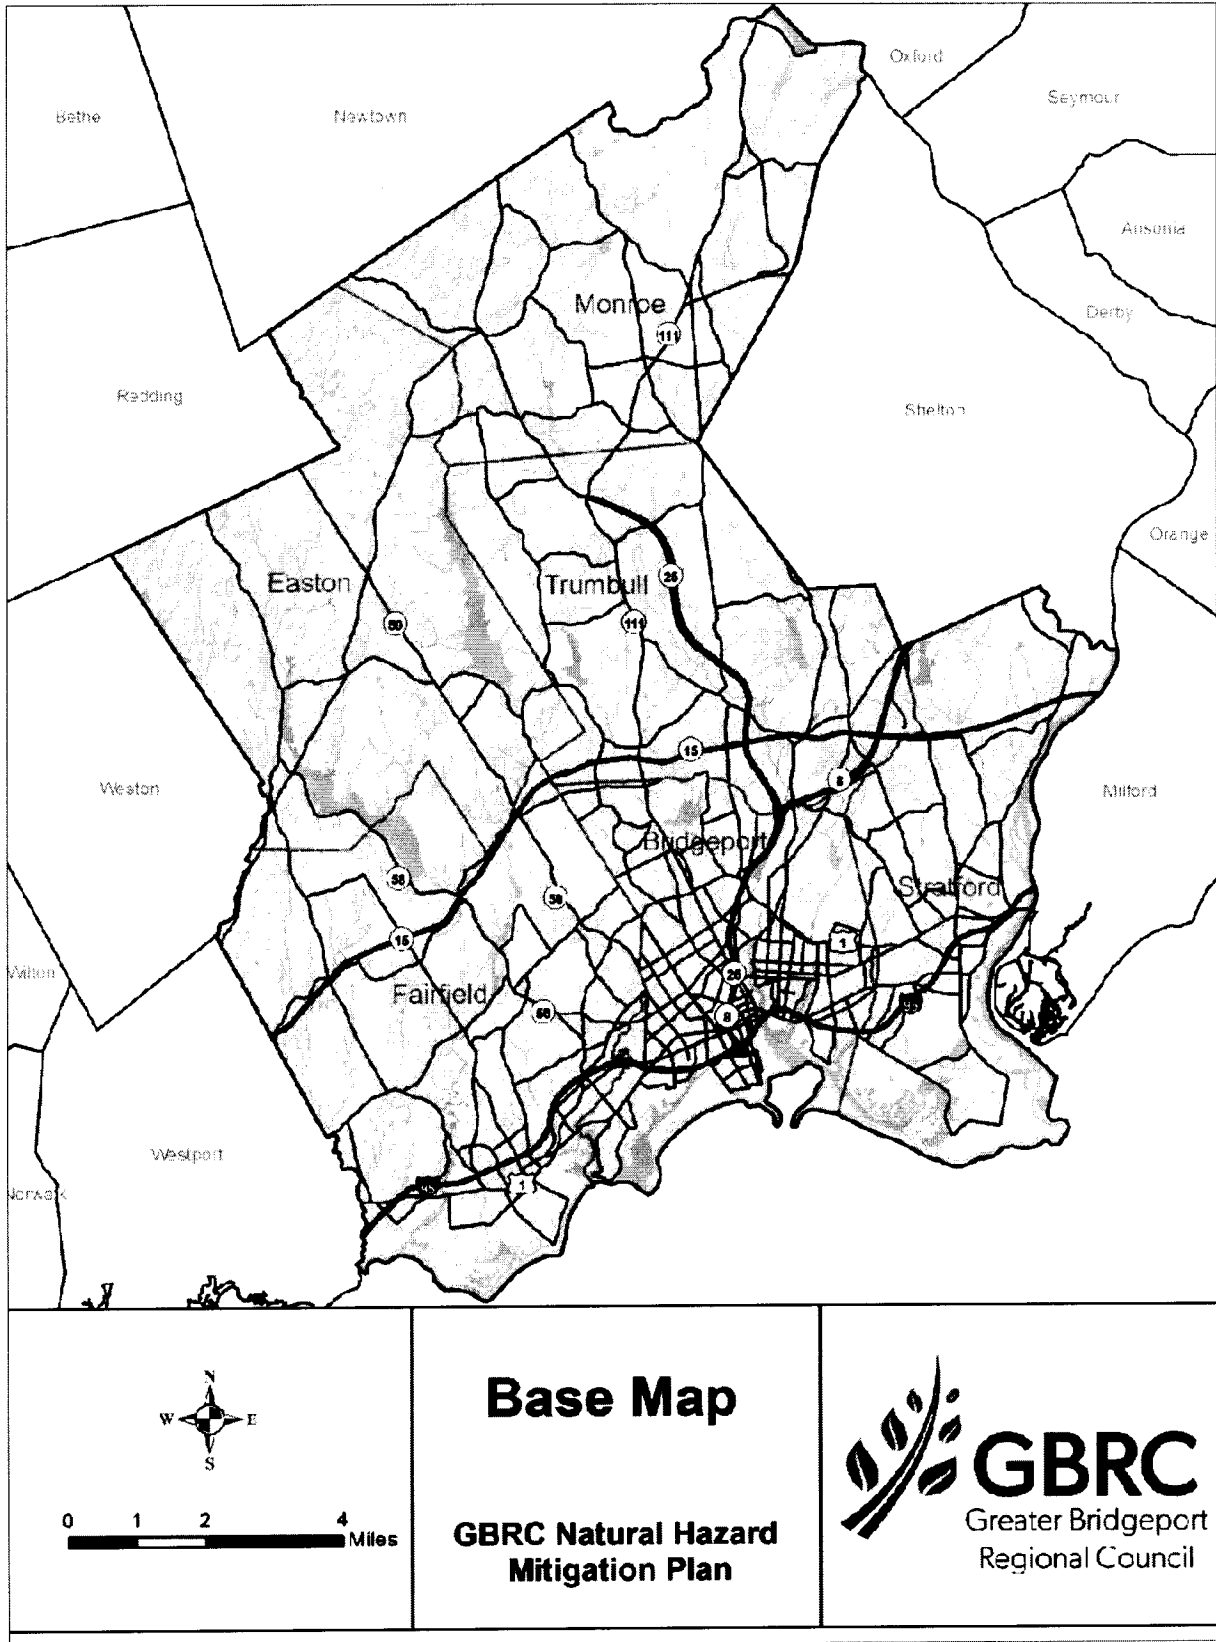 Oxford
Seymour
Bethe
Newtown
Ansonia
Monroe
Derby
111
Redding
Shelton
Orange
Easton
Trumbull
25
59
111
15
8
Weston
Milford
Bridgeport
58
Stratford
59
15
1
Wilton
25
Fairfield
58
8
Westport
Norwalk
1
N
W E
S
0 1 2 4
Miles
Base Map
GBRC Natural Hazard
Mitigation Plan
GBRC
Greater Bridgeport
Regional Council